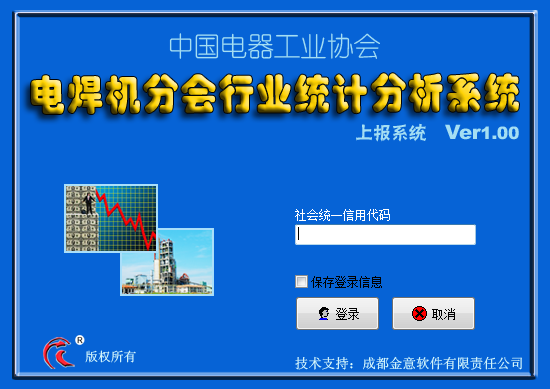 中国电器工业协会
电焊机分会行业统计分析系统
上报系统 Ver1.00
社会统一信用代码
保存登录信息
登录 取消
® 版权所有
技术支持：成都金意软件有限责任公司